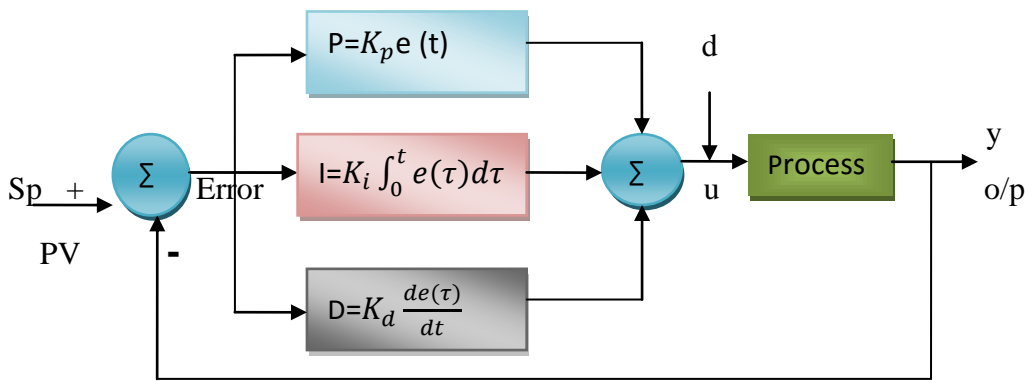 P=K_p e (t)
d
Σ
Error
I=K_i ∫_0^t e(τ)dτ
Σ
Process
y
Sp +
u
o/p
PV
-
D=K_d de(τ)/dt